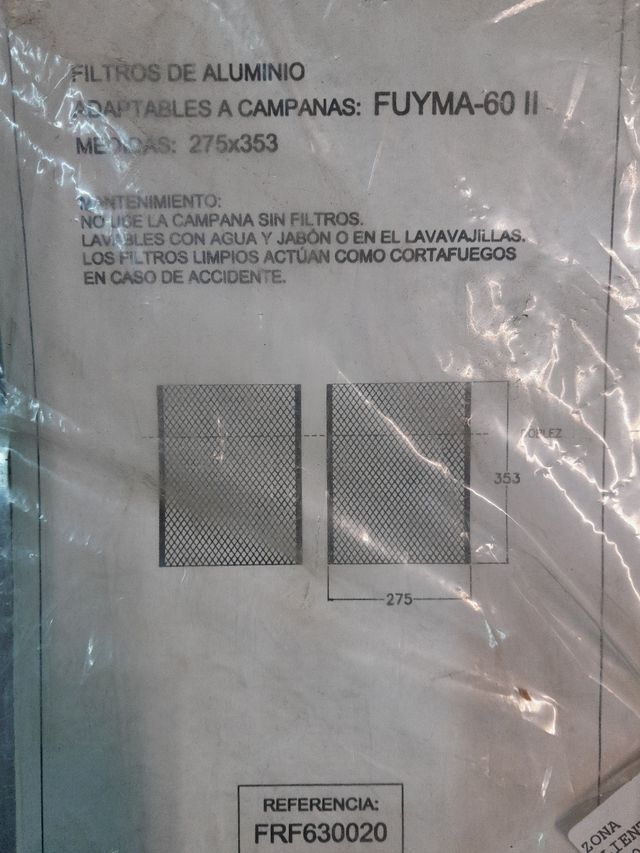 FILTROS DE ALUMINIO
ADAPTABLES A CAMPANAS: FUYMA-60 II
MEDIDAS: 275x353
MANTENIMIENTO:
NO USE LA CAMPANA SIN FILTROS.
LAVABLES CON AGUA Y JABÓN O EN EL LAVAVAJILLAS.
LOS FILTROS LIMPIOS ACTÚAN COMO CORTAFUEGOS
EN CASO DE ACCIDENTE.
DOBLEZ
353
275
REFERENCIA:
FRF630020
ZONA